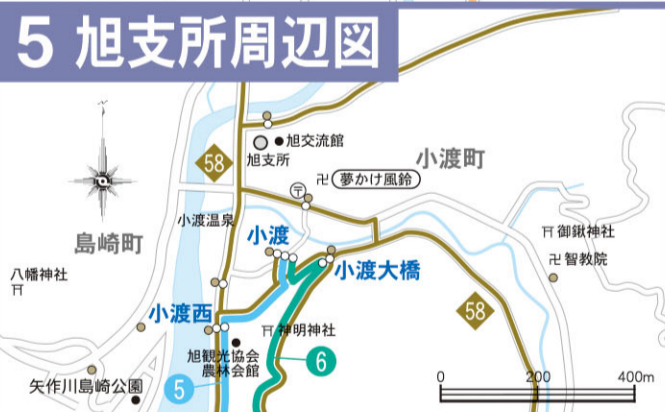 5 旭支所周辺図
旭交流館
旭支所
58
小渡町
卍 夢かけ風鈴
〒
小渡温泉
島崎町
小渡
御鍬神社
卍 智教院
小渡大橋
八幡神社
58
小渡西
神明神社
旭観光協会
農林会館
6
5
矢作川島崎公園
0 200 400m